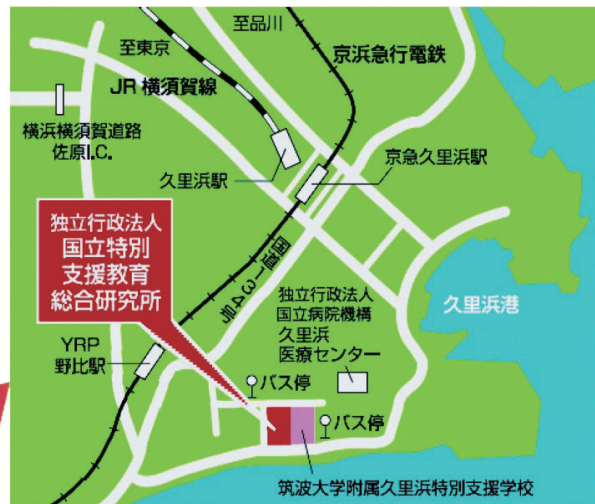 至品川
至東京
京浜急行電鉄
JR 横須賀線
横浜横須賀道路
佐原I.C.
久里浜駅
京急久里浜駅
独立行政法人
国立特別
支援教育
総合研究所
国道134号
独立行政法人
国立病院機構
久里浜
医療センター
久里浜港
YRP
野比駅
バス停
バス停
筑波大学附属久里浜特別支援学校